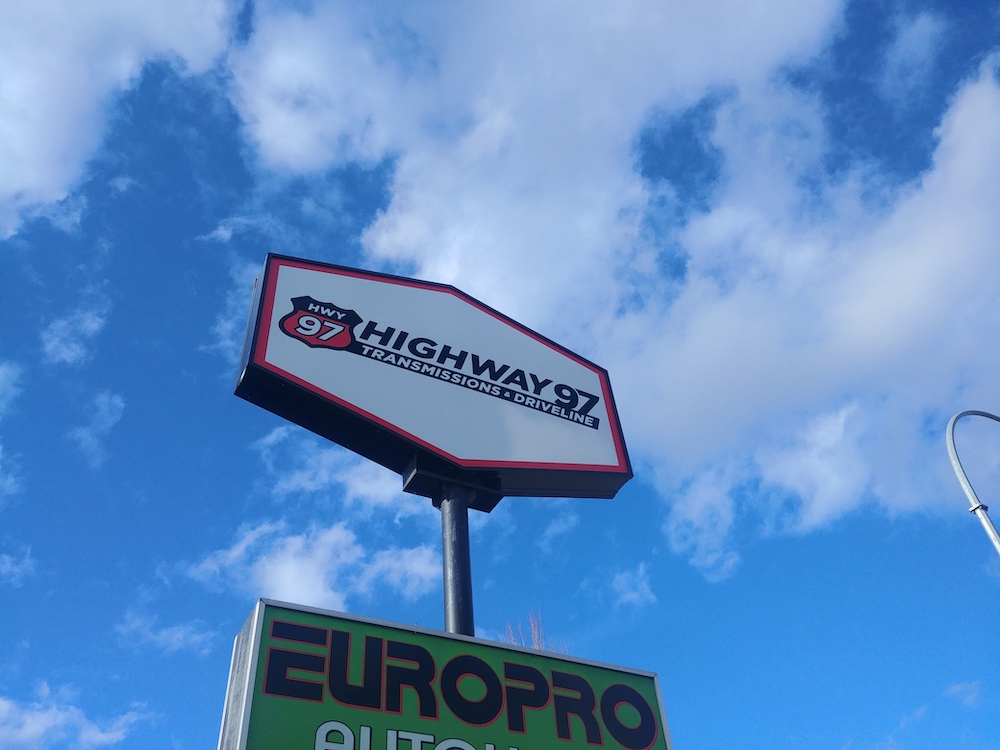 HWY
97
HIGHWAY 97
TRANSMISSIONS & DRIVELINE
EUROPRO